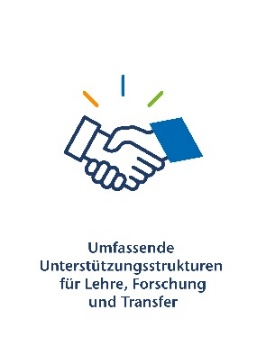 Umfassende
Unterstützungsstrukturen
für Lehre, Forschung
und Transfer